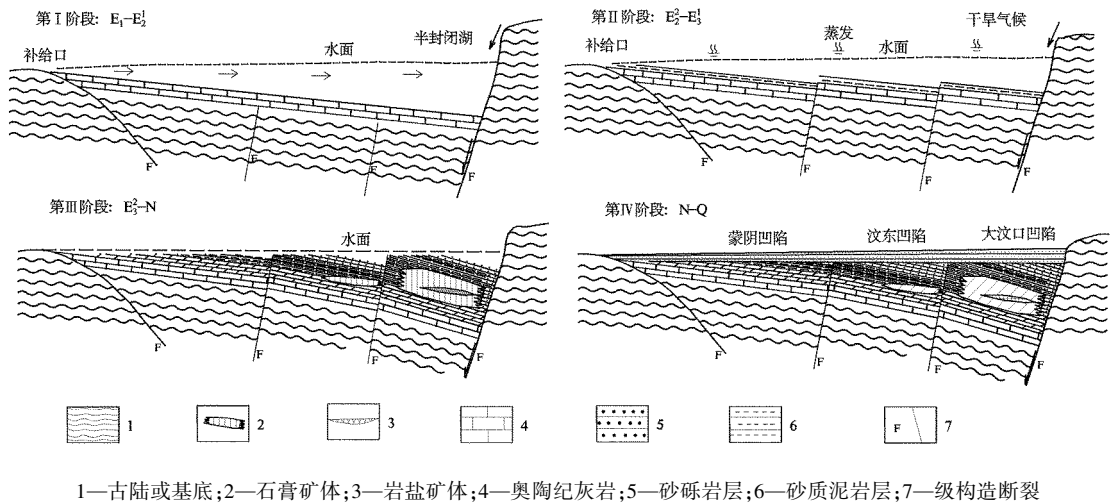 第Ⅰ阶段: E₁–E₂¹
补给口
水面
半封闭湖
F
F
F
F
第Ⅱ阶段: E₂²–E₃¹
补给口
蒸发
水面
干旱气候
F
F
F
F
第Ⅲ阶段: E₃²–N
水面
F
F
F
F
第Ⅳ阶段: N–Q
蒙阴凹陷
汶东凹陷
大汶口凹陷
F
F
F
F
1
2
3
4
5
6
F
7
1—古陆或基底;2—石膏矿体;3—岩盐矿体;4—奥陶纪灰岩;5—砂砾岩层;6—砂质泥岩层;7—级构造断裂